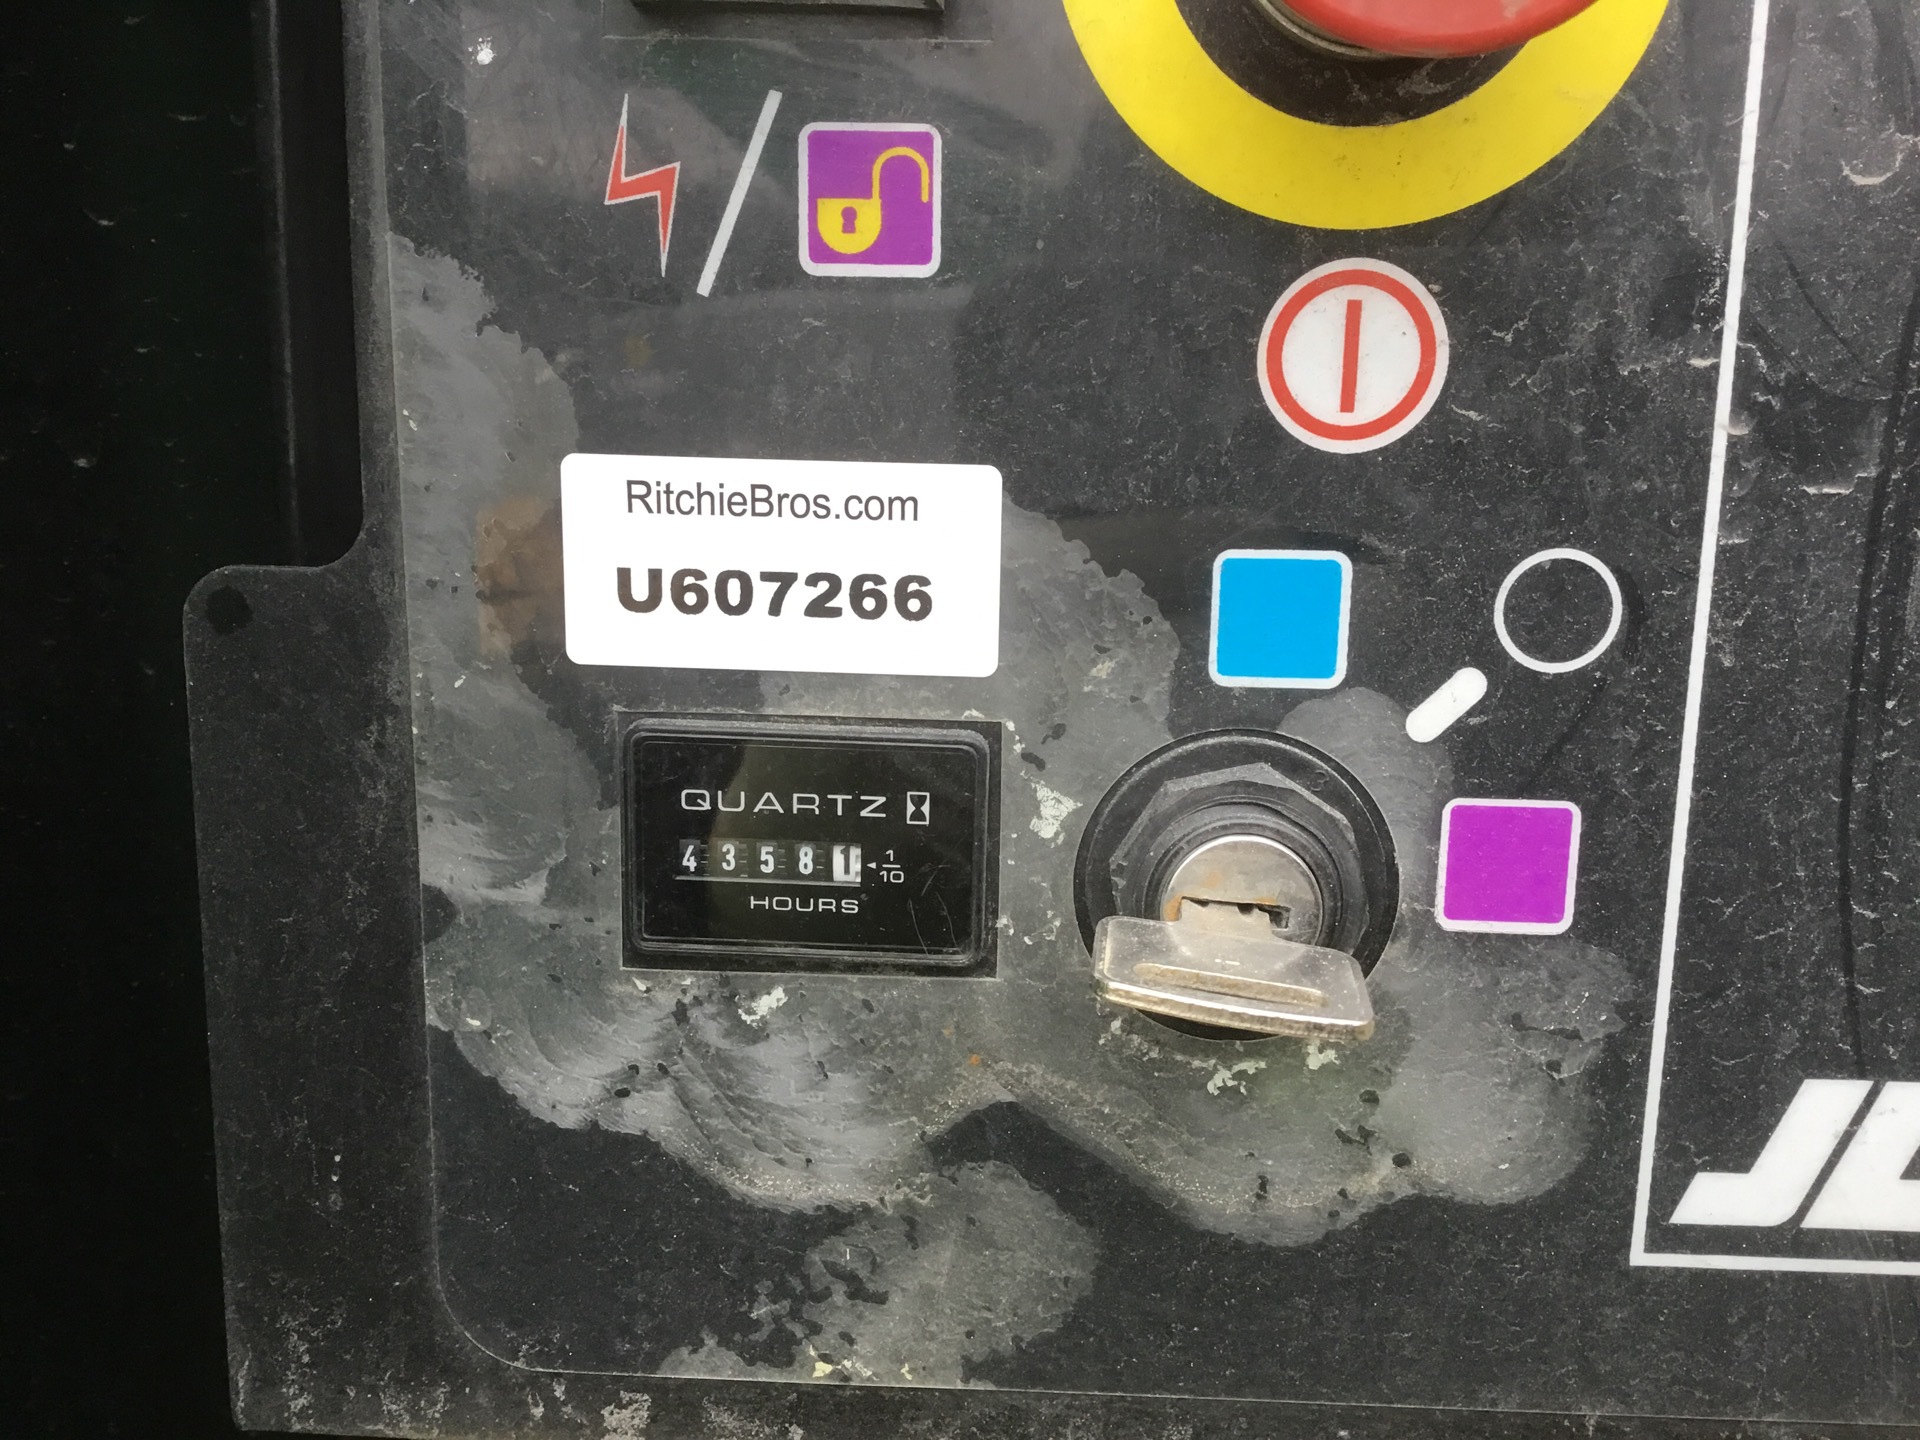 RitchieBros.com
U607266
QUARTZ
4 3 5 8 1 1/10
HOURS